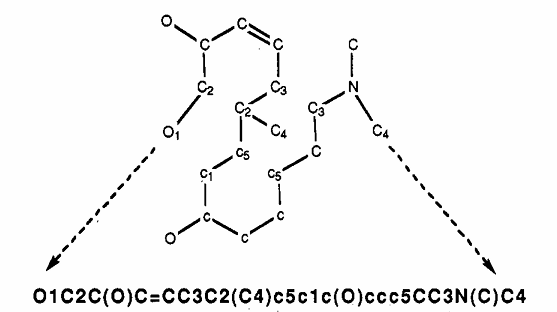 O C
C C C
C2 C3 N
C2 C3
O1 C4 C4
c5 C
c1 c5
c c
O c
O1C2C(O)C=CC3C2(C4)c5c1c(O)ccc5CC3N(C)C4